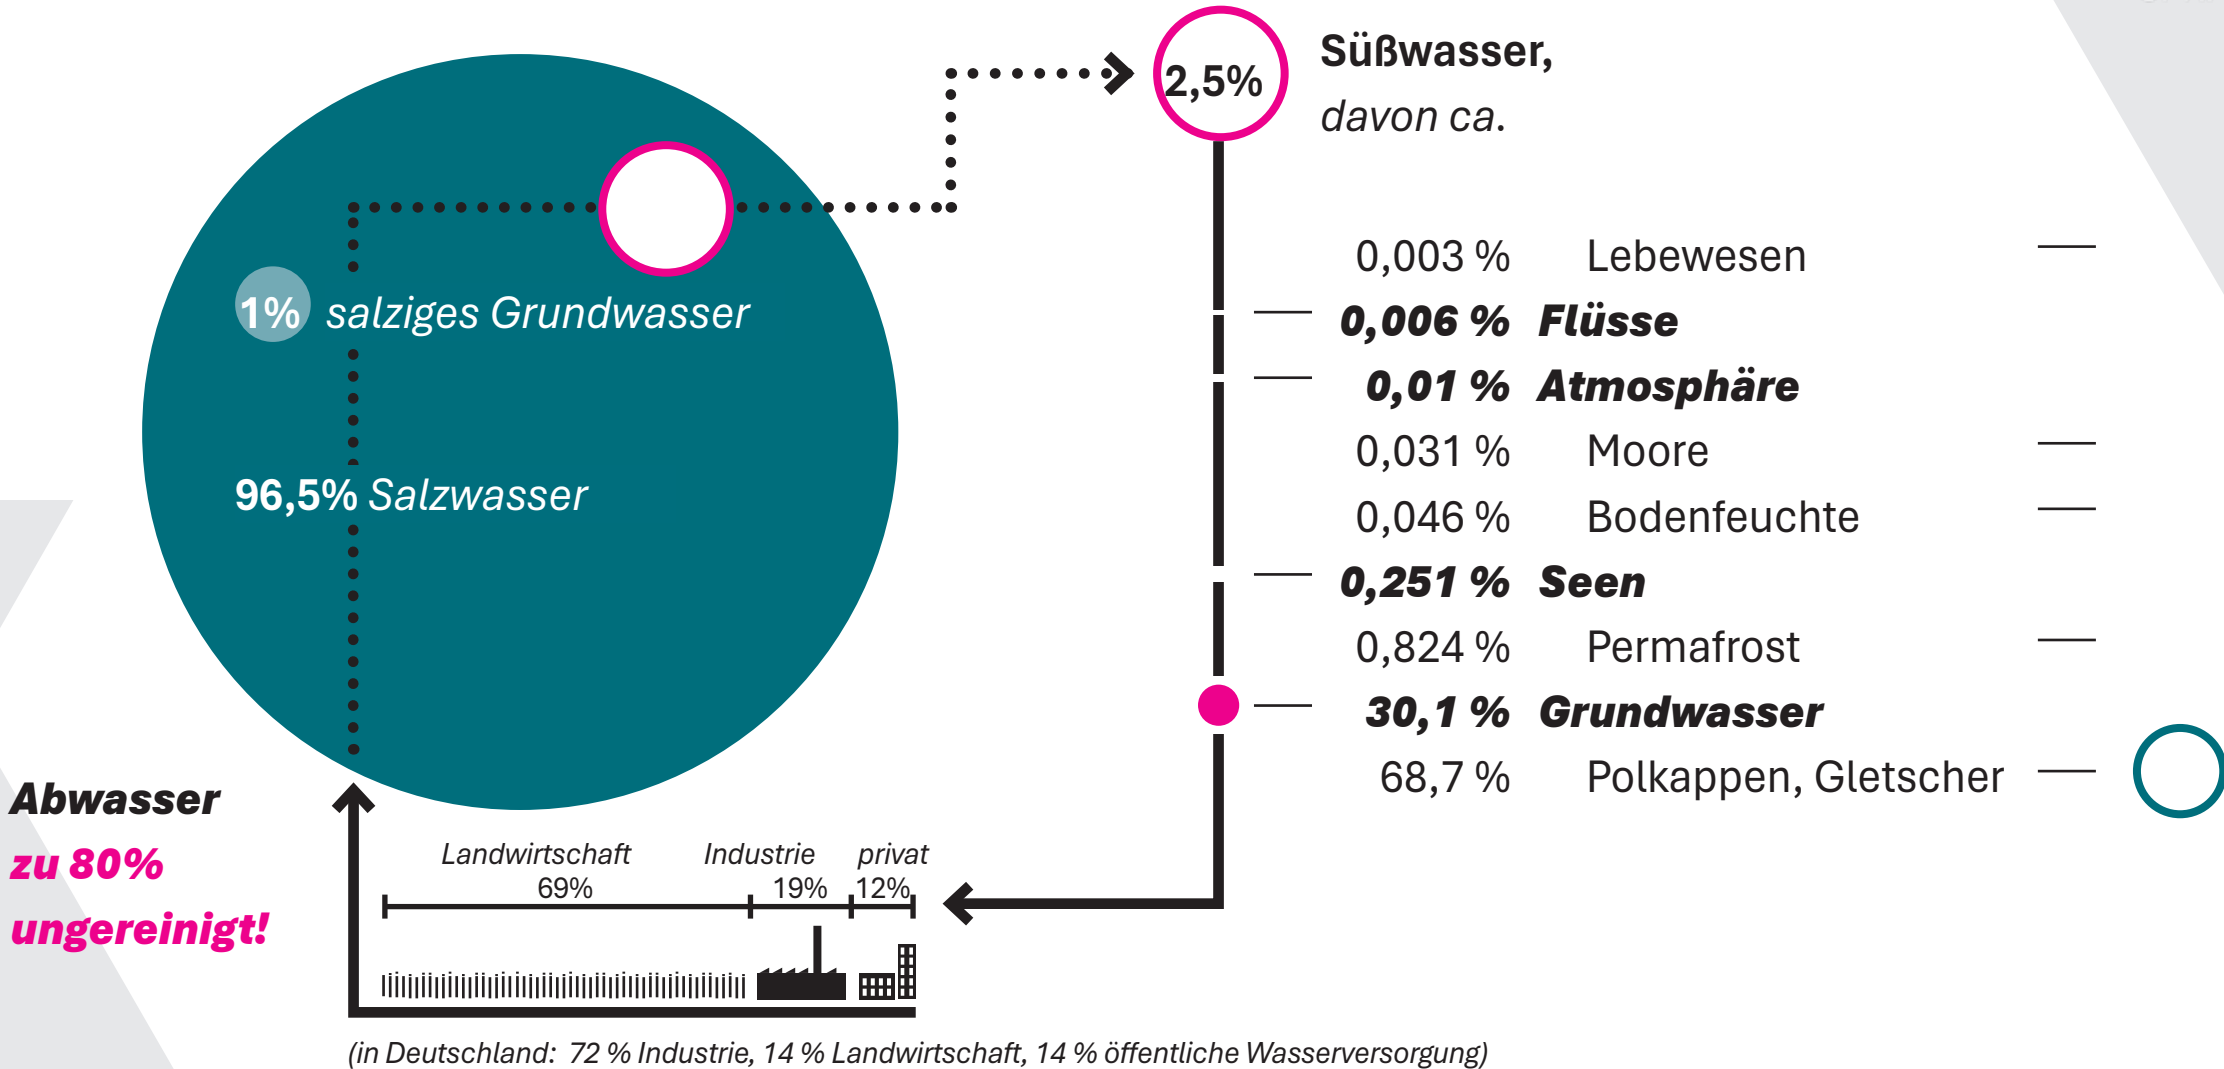 2,5%
Süßwasser,
davon ca.
1% salziges Grundwasser
96,5% Salzwasser
0,003 % Lebewesen
0,006 % Flüsse
0,01 % Atmosphäre
0,031 % Moore
0,046 % Bodenfeuchte
0,251 % Seen
0,824 % Permafrost
30,1 % Grundwasser
68,7 % Polkappen, Gletscher
Abwasser
zu 80%
ungereinigt!
Landwirtschaft Industrie privat
69% 19% 12%
(in Deutschland: 72 % Industrie, 14 % Landwirtschaft, 14 % öffentliche Wasserversorgung)